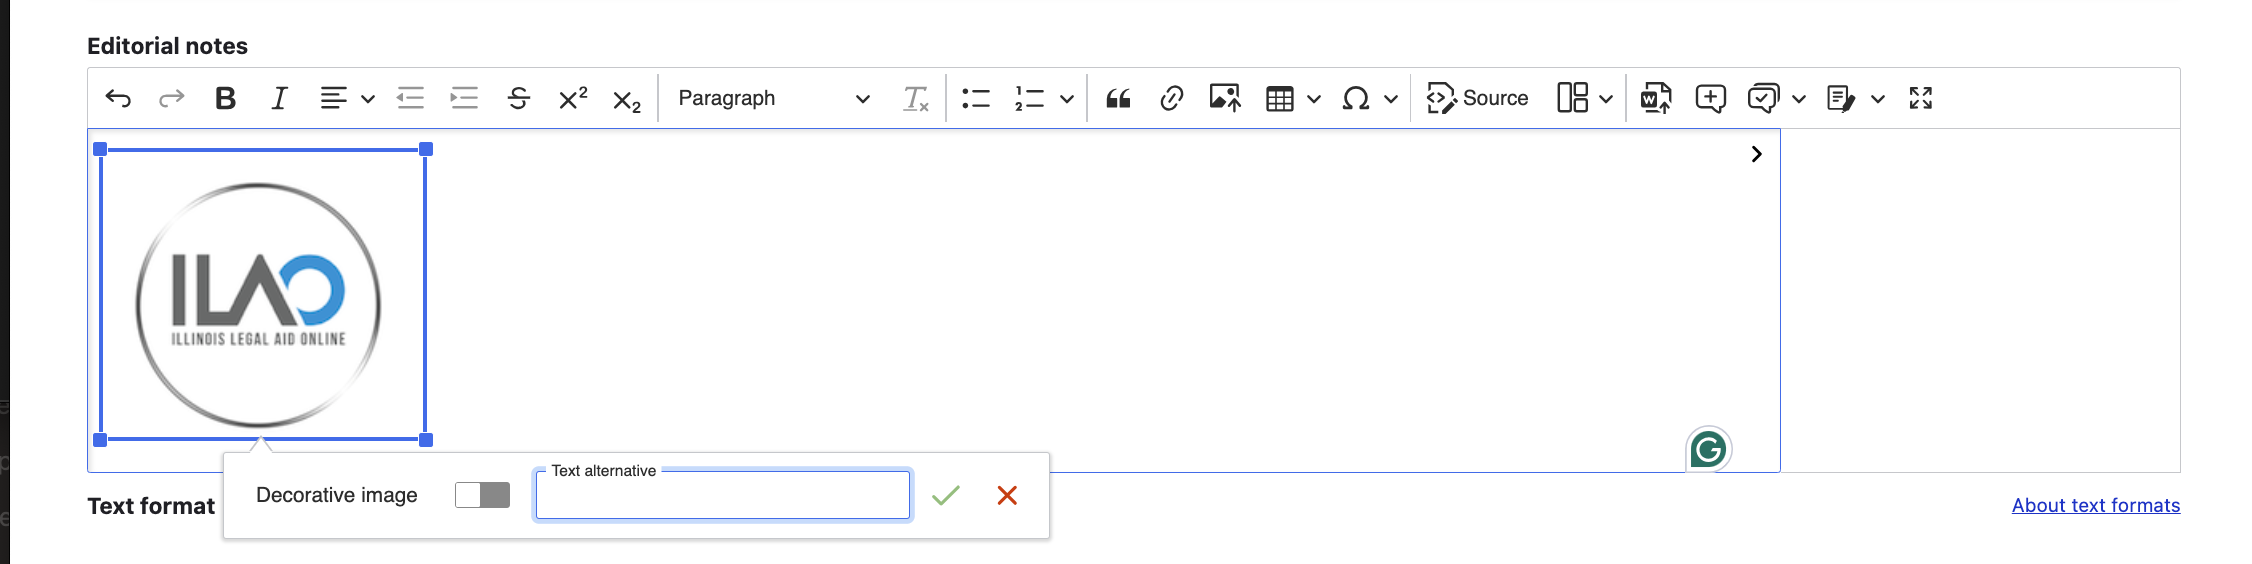 Editorial notes
Paragraph
Source
ILAO
ILLINOIS LEGAL AID ONLINE
Text alternative
Decorative image
Text format
About text formats